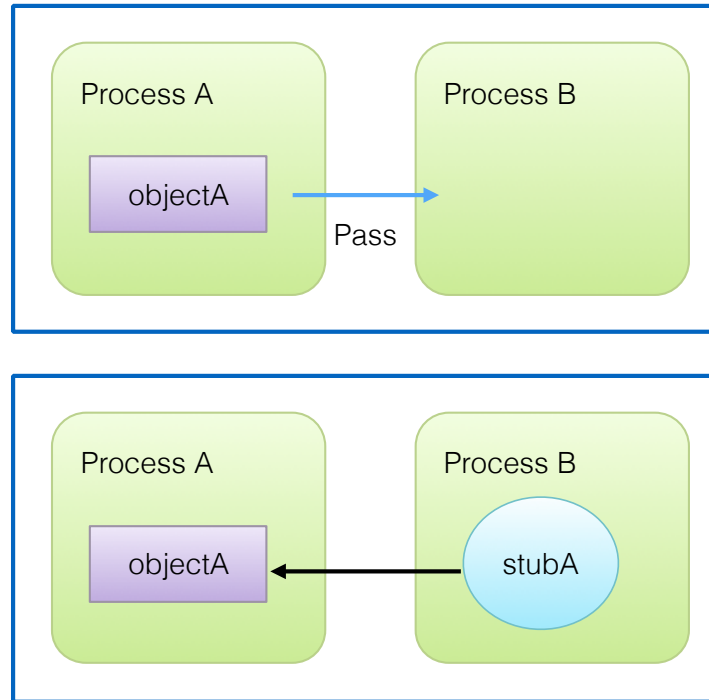 Process A
Process B
objectA
Pass
Process A
Process B
objectA
stubA